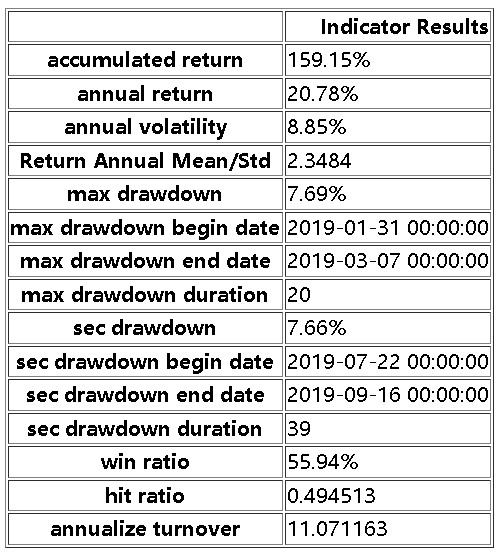 Indicator Results
accumulated return 159.15%
annual return 20.78%
annual volatility 8.85%
Return Annual Mean/Std 2.3484
max drawdown 7.69%
max drawdown begin date 2019-01-31 00:00:00
max drawdown end date 2019-03-07 00:00:00
max drawdown duration 20
sec drawdown 7.66%
sec drawdown begin date 2019-07-22 00:00:00
sec drawdown end date 2019-09-16 00:00:00
sec drawdown duration 39
win ratio 55.94%
hit ratio 0.494513
annualize turnover 11.071163